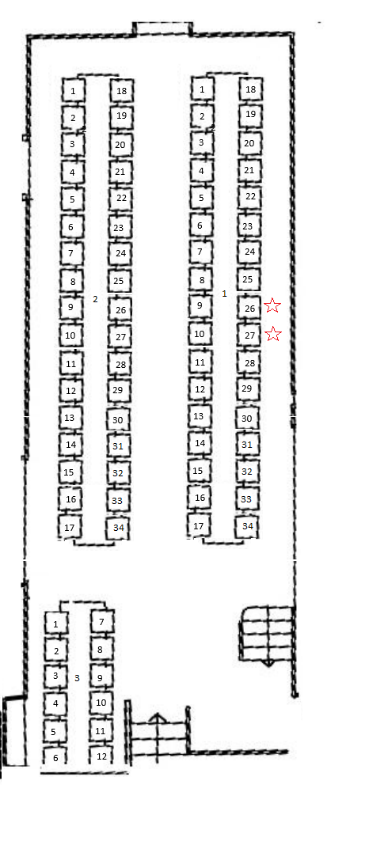 1 18 1 18
2 19 2 19
3 20 3 20
4 21 4 21
5 22 5 22
6 23 6 23
7 24 7 24
8 25 8 25
2 1
9 26 9 26
10 27 10 27
11 28 11 28
12 29 12 29
13 30 13 30
14 31 14 31
15 32 15 32
16 33 16 33
17 34 17 34
1 7
2 8
3 3 9
4 10
5 11
6 12